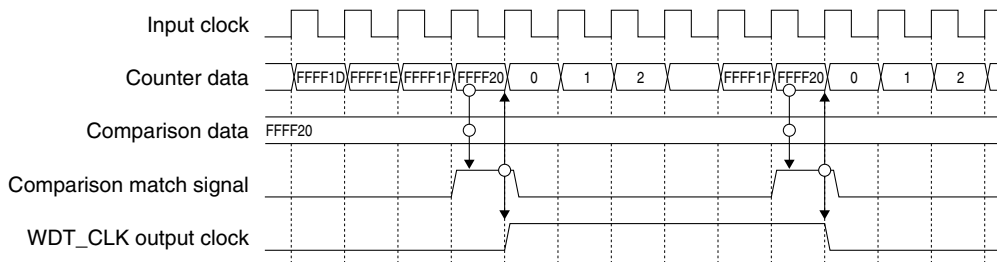 Input clock
Counter data FFFF1D FFFF1E FFFF1F FFFF20 0 1 2 FFFF1F FFFF20 0 1 2
Comparison data FFFF20
Comparison match signal
WDT_CLK output clock